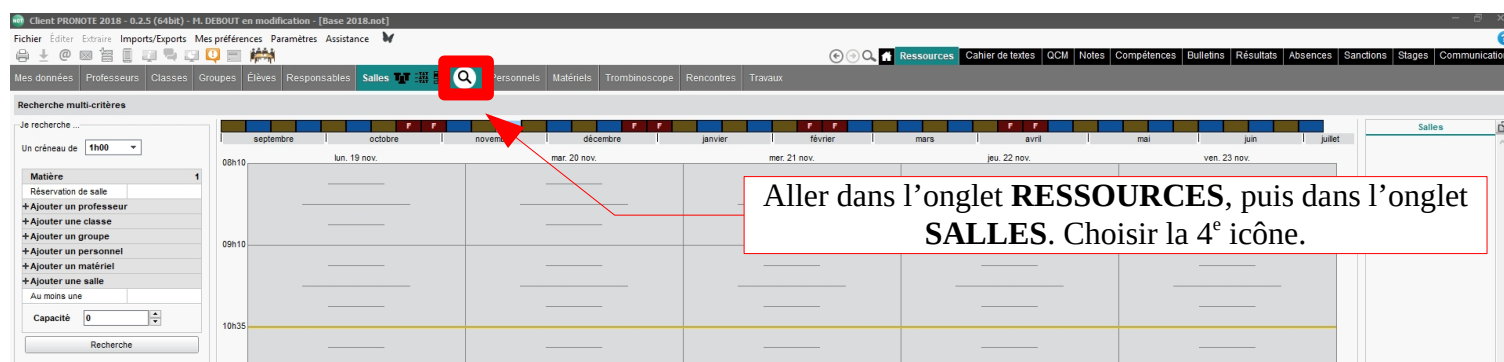 Client PRONOTE 2018 - 0.2.5 (64bit) - M. DEBOUT en modification - [Base 2018.not]
Fichier Éditer Extraire Imports/Exports Mes préférences Paramètres Assistance
Ressources Cahier de textes QCM Notes Compétences Bulletins Résultats Absences Sanctions Stages Communication
Mes données Professeurs Classes Groupes Élèves Responsables Salles Personnels Matériels Trombinoscope Rencontres Travaux
Recherche multi-critères
Je recherche ...
Un créneau de 1h00
Matière 1
Réservation de salle
+Ajouter un professeur
+Ajouter une classe
+Ajouter un groupe
+Ajouter un personnel
+Ajouter un matériel
+Ajouter une salle
Au moins une
Capacité 0
Recherche
F F F F F F F F
septembre octobre novembre décembre janvier février mars avril mai juin juillet
lun. 19 nov. mar. 20 nov. mer. 21 nov. jeu. 22 nov. ven. 23 nov.
08h10
09h10
10h35
Salles
Aller dans l’onglet RESSOURCES, puis dans l’onglet
SALLES. Choisir la 4e icône.